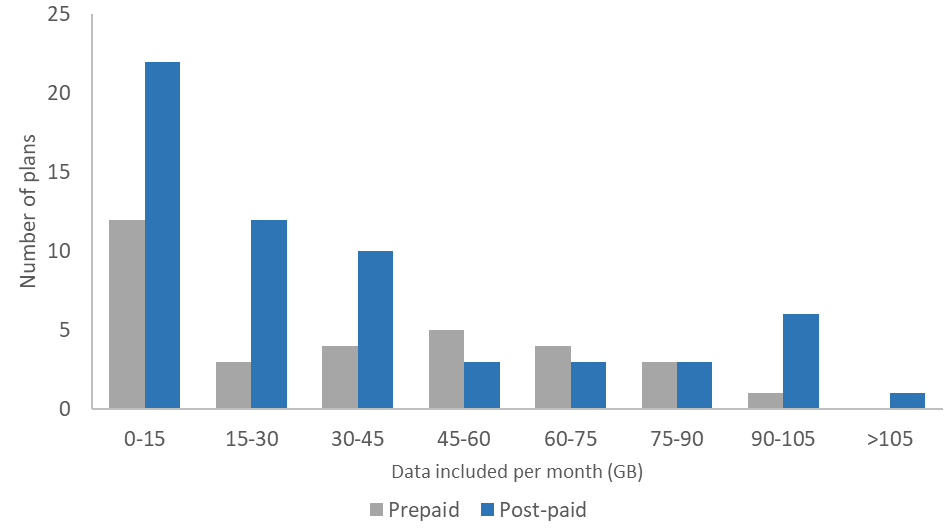 25
20
15
10
5
0
Number of plans
0-15 15-30 30-45 45-60 60-75 75-90 90-105 >105
Data included per month (GB)
Prepaid Post-paid